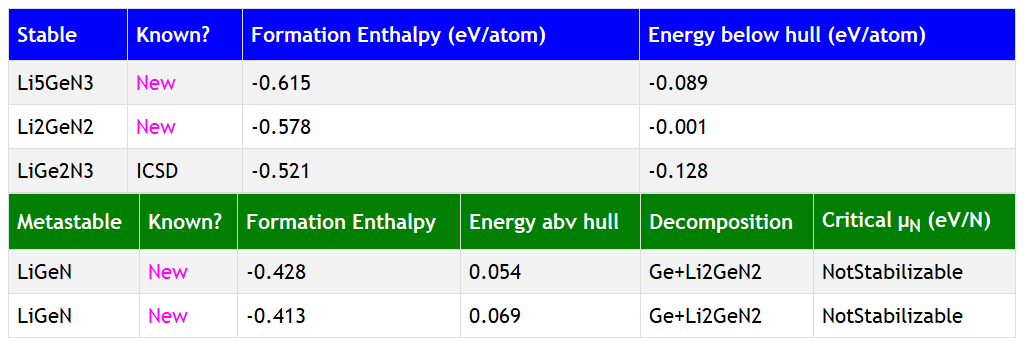 Stable Known? Formation Enthalpy (eV/atom) Energy below hull (eV/atom)
Li5GeN3 New -0.615 -0.089
Li2GeN2 New -0.578 -0.001
LiGe2N3 ICSD -0.521 -0.128
Metastable Known? Formation Enthalpy Energy abv hull Decomposition Critical μN (eV/N)
LiGeN New -0.428 0.054 Ge+Li2GeN2 NotStabilizable
LiGeN New -0.413 0.069 Ge+Li2GeN2 NotStabilizable